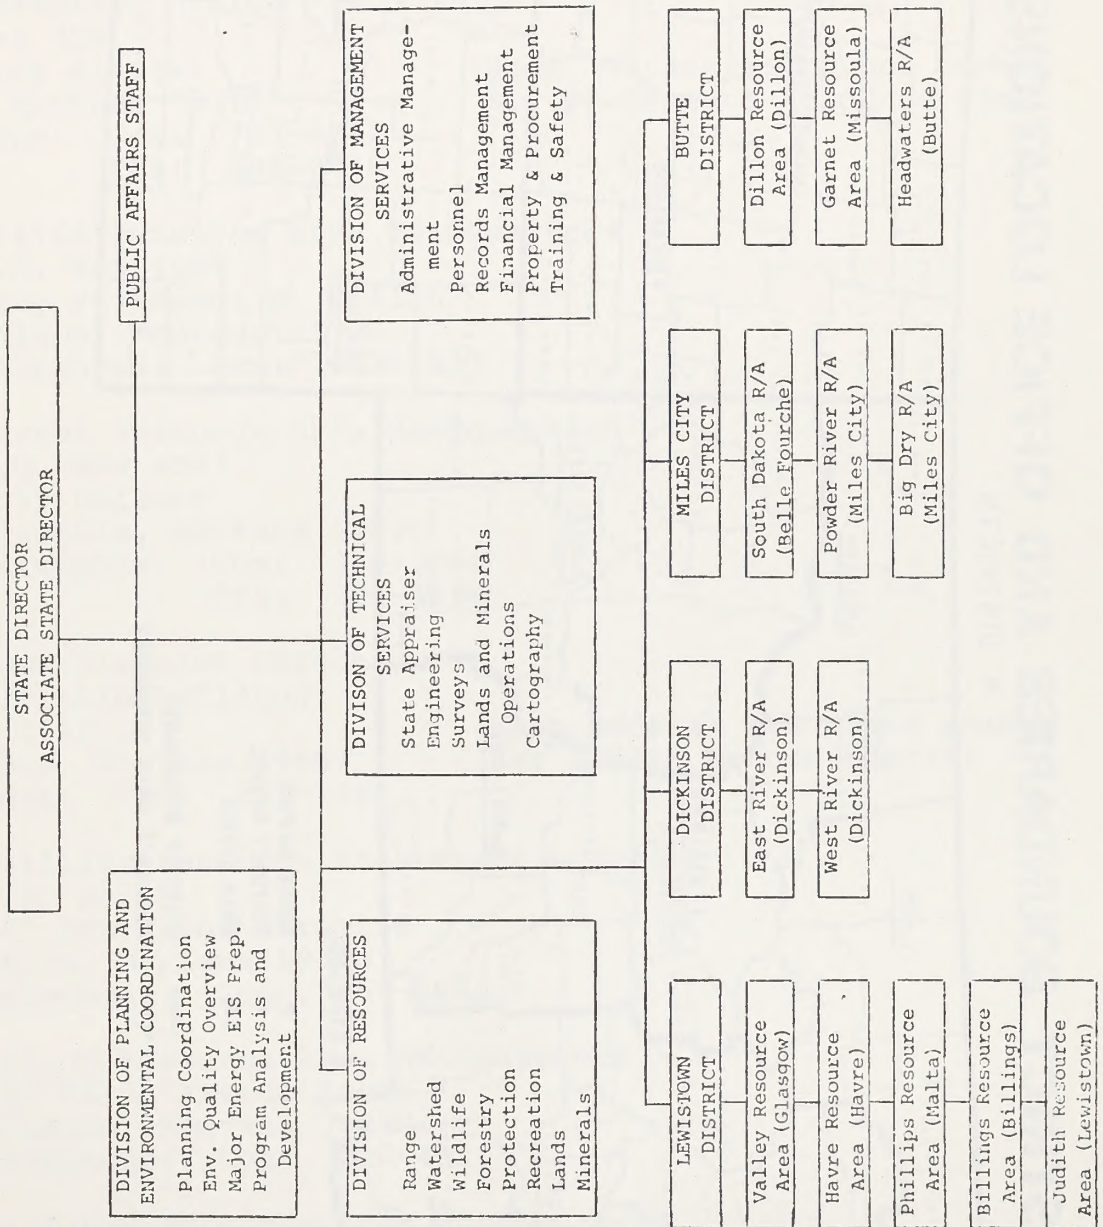 STATE DIRECTOR
ASSOCIATE STATE DIRECTOR
DIVISION OF PLANNING AND
ENVIRONMENTAL COORDINATION
Planning Coordination
Env. Quality Overview
Major Energy EIS Prep.
Program Analysis and
Development
PUBLIC AFFAIRS STAFF
DIVISION OF RESOURCES
Range
Watershed
Wildlife
Forestry
Protection
Recreation
Lands
Minerals
DIVISON OF TECHNICAL
SERVICES
State Appraiser
Engineering
Surveys
Lands and Minerals
Operations
Cartography
DIVISION OF MANAGEMENT
SERVICES
Administrative Manage-
ment
Personnel
Records Management
Financial Management
Property & Procurement
Training & Safety
LEWISTOWN
DISTRICT
Valley Resource
Area (Glasgow)
Havre Resource
Area (Havre)
Phillips Resource
Area (Malta)
Billings Resource
Area (Billings)
Judith Resource
Area (Lewistown)
DICKINSON
DISTRICT
East River R/A
(Dickinson)
West River R/A
(Dickinson)
MILES CITY
DISTRICT
South Dakota R/A
(Belle Fourche)
Powder River R/A
(Miles City)
Big Dry R/A
(Miles City)
BUTTE
DISTRICT
Dillon Resource
Area (Dillon)
Garnet Resource
Area (Missoula)
Headwaters R/A
(Butte)